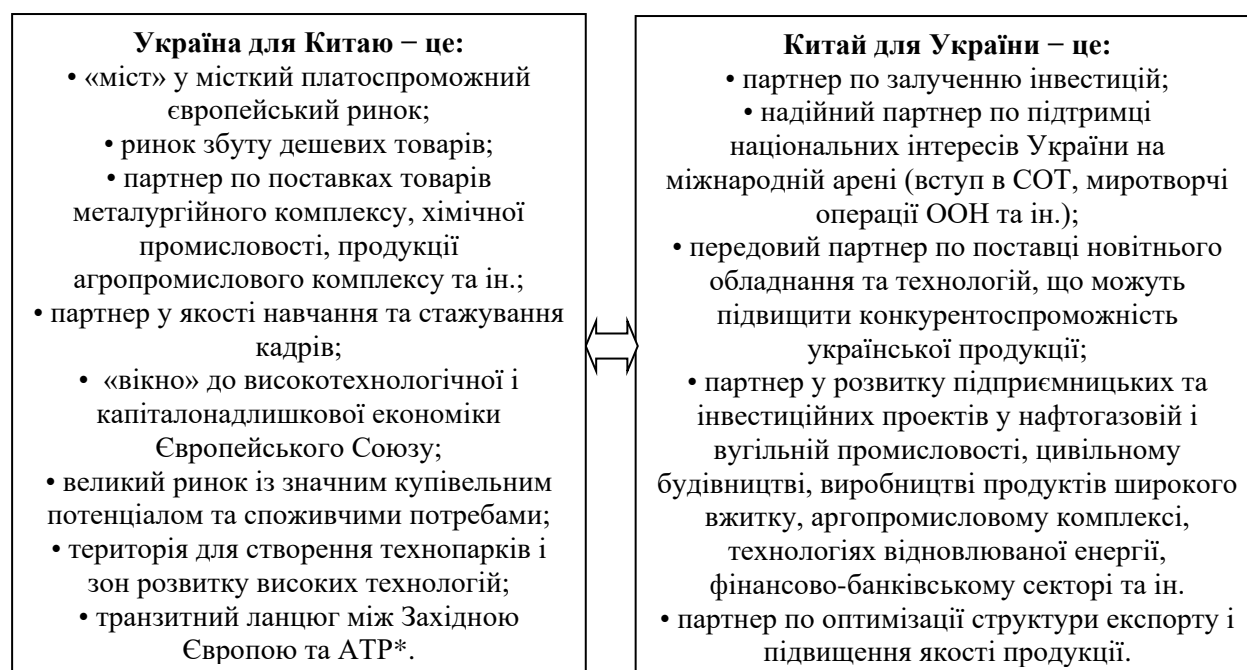 Україна для Китаю − це:
• «міст» у місткий платоспроможний
європейський ринок;
• ринок збуту дешевих товарів;
• партнер по поставках товарів
металургійного комплексу, хімічної
промисловості, продукції
агропромислового комплексу та ін.;
• партнер у якості навчання та стажування
кадрів;
• «вікно» до високотехнологічної і
капіталонадлишкової економіки
Європейського Союзу;
• великий ринок із значним купівельним
потенціалом та споживчими потребами;
• територія для створення технопарків і
зон розвитку високих технологій;
• транзитний ланцюг між Західною
Європою та АТР*.
Китай для України − це:
• партнер по залученню інвестицій;
• надійний партнер по підтримці
національних інтересів України на
міжнародній арені (вступ в СОТ, миротворчі
операції ООН та ін.);
• передовий партнер по поставці новітнього
обладнання та технологій, що можуть
підвищити конкурентоспроможність
української продукції;
• партнер у розвитку підприємницьких та
інвестиційних проектів у нафтогазовій і
вугільній промисловості, цивільному
будівництві, виробництві продуктів широкого
вжитку, аргопромисловому комплексі,
технологіях відновлюваної енергії,
фінансово-банківському секторі та ін.
• партнер по оптимізації структури експорту і
підвищення якості продукції.